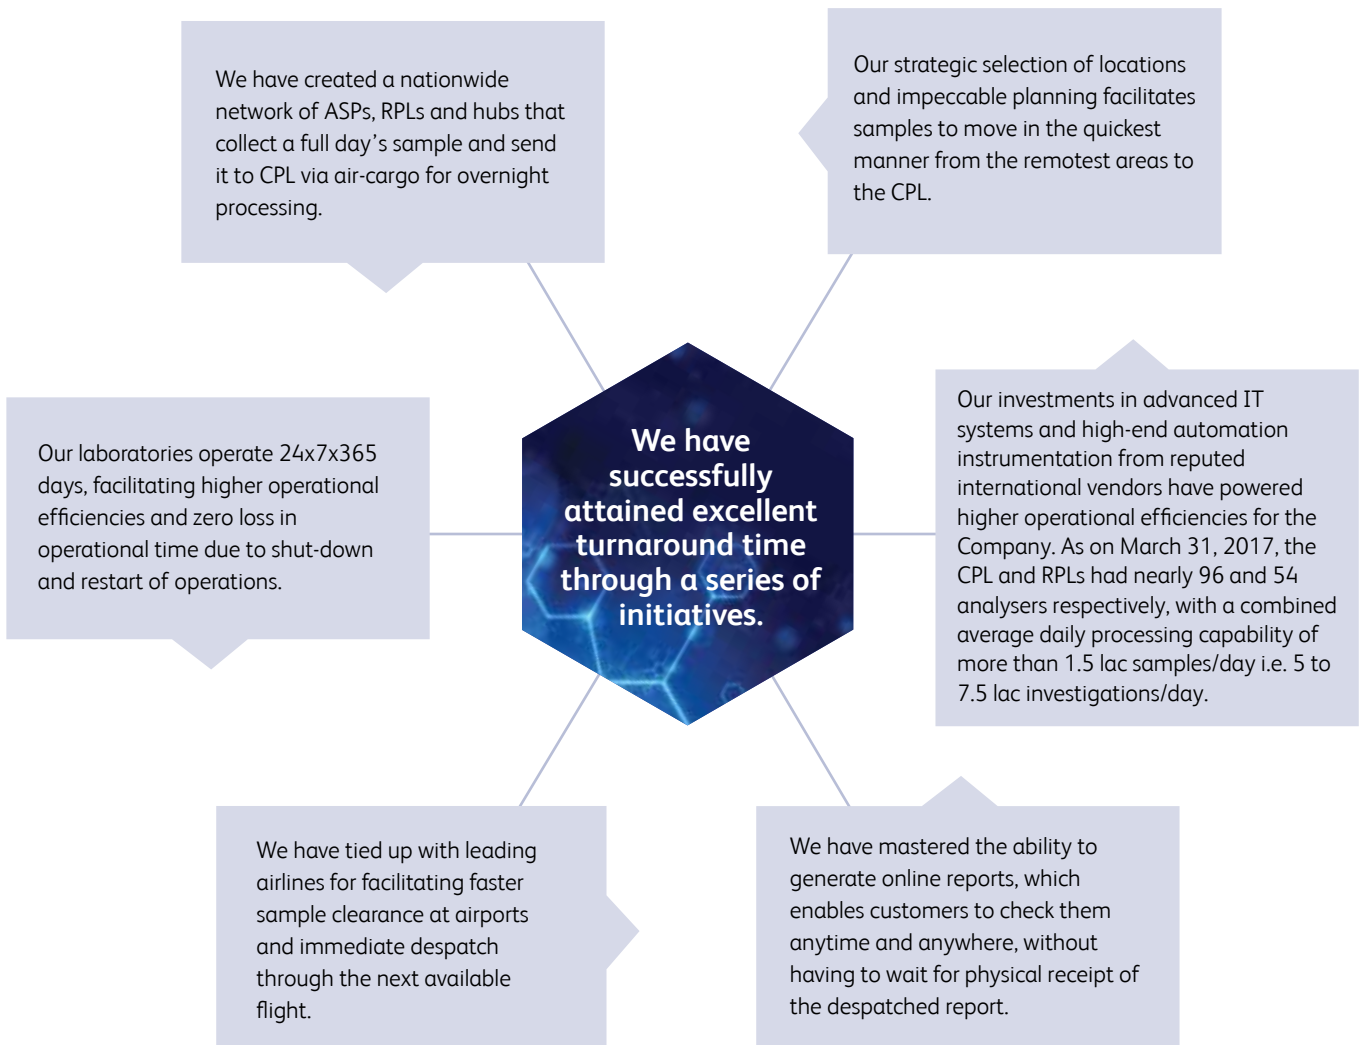 We have created a nationwide
network of ASPs, RPLs and hubs that
collect a full day's sample and send
it to CPL via air-cargo for overnight
processing.
Our strategic selection of locations
and impeccable planning facilitates
samples to move in the quickest
manner from the remotest areas to
the CPL.
Our laboratories operate 24x7x365
days, facilitating higher operational
efficiencies and zero loss in
operational time due to shut-down
and restart of operations.
We have
successfully
attained excellent
turnaround time
through a series of
initiatives.
Our investments in advanced IT
systems and high-end automation
instrumentation from reputed
international vendors have powered
higher operational efficiencies for the
Company. As on March 31, 2017, the
CPL and RPLs had nearly 96 and 54
analysers respectively, with a combined
average daily processing capability of
more than 1.5 lac samples/day i.e. 5 to
7.5 lac investigations/day.
We have tied up with leading
airlines for facilitating faster
sample clearance at airports
and immediate despatch
through the next available
flight.
We have mastered the ability to
generate online reports, which
enables customers to check them
anytime and anywhere, without
having to wait for physical receipt of
the despatched report.